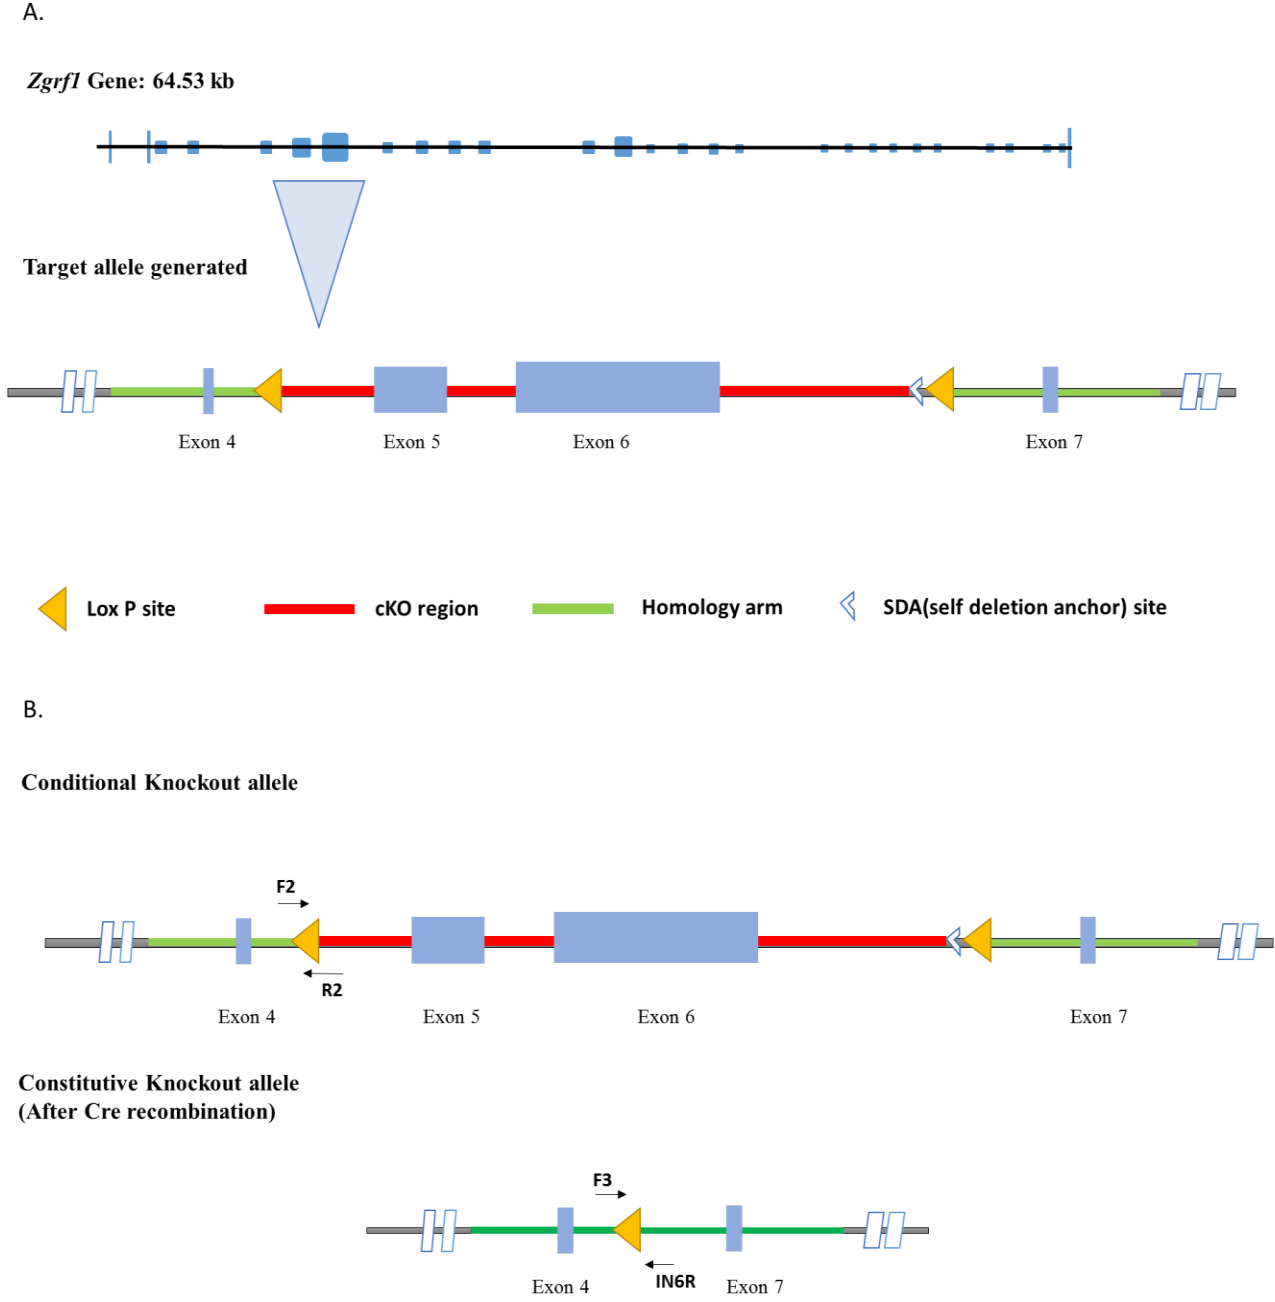 A.
Zgrf1 Gene: 64.53 kb
Target allele generated
Exon 4 Exon 5 Exon 6 Exon 7
Lox P site cKO region Homology arm SDA(self deletion anchor) site
B.
Conditional Knockout allele
F2
R2
Exon 4 Exon 5 Exon 6 Exon 7
Constitutive Knockout allele
(After Cre recombination)
F3
IN6R
Exon 4 Exon 7